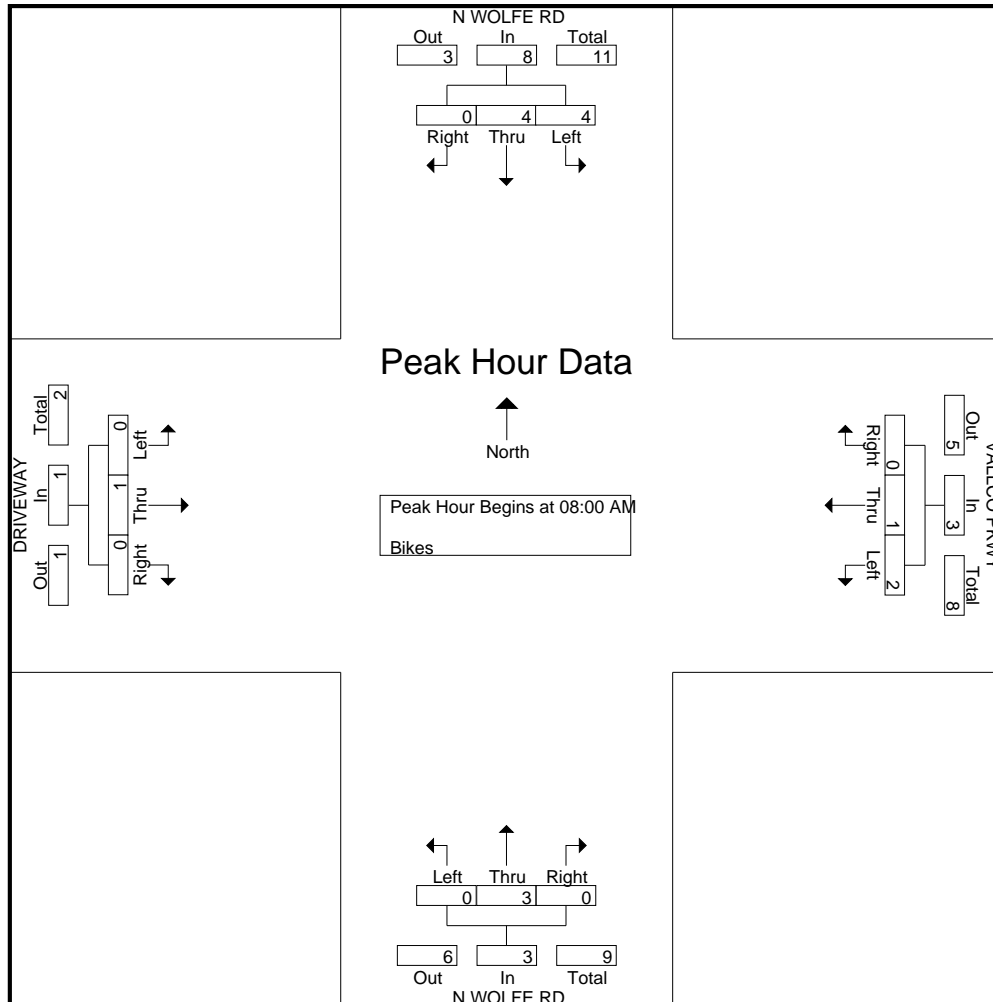 N WOLFE RD
Out In Total
3 8 11
0 4 4
Right Thru Left
Peak Hour Data
North
Peak Hour Begins at 08:00 AM
Bikes
DRIVEWAY
Out In Total
1 1 2
0 1 0
Right Thru Left
VALLCO PKWY
Out In Total
5 3 8
Right Thru Left
0 1 2
Left Thru Right
0 3 0
6 3 9
Out In Total
N WOLFE RD